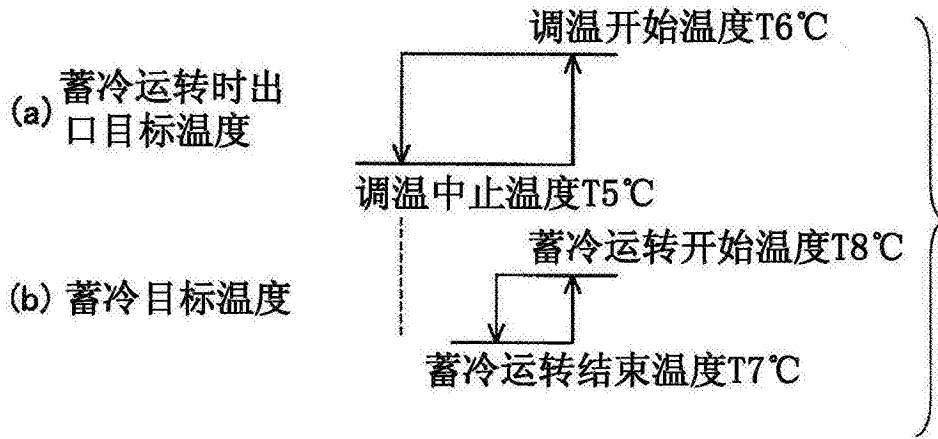 调温开始温度T6℃
(a) 蓄冷运转时出
口目标温度
调温中止温度T5℃
蓄冷运转开始温度T8℃
(b) 蓄冷目标温度
蓄冷运转结束温度T7℃